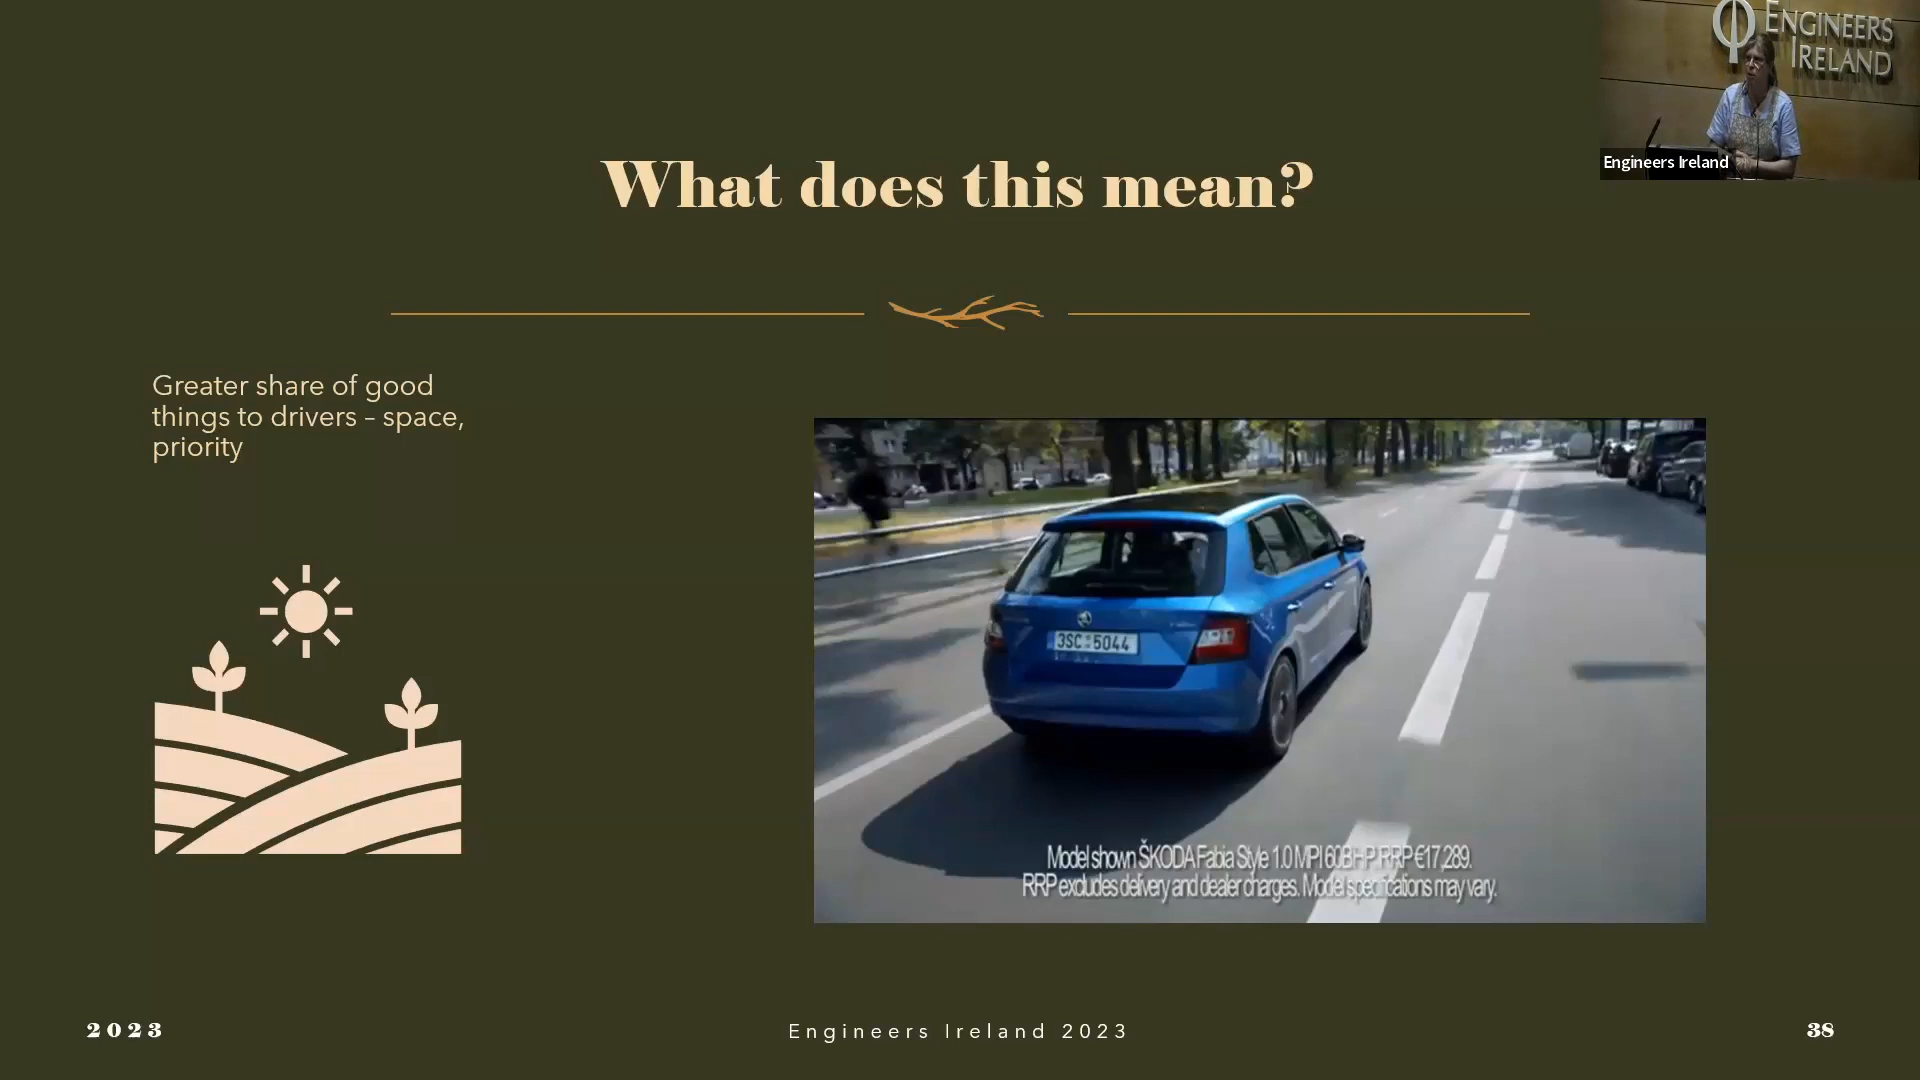 ENGINEERS
IRELAND
Engineers Ireland
What does this mean?
Greater share of good
things to drivers – space,
priority
3SC 5044
Model shown ŠKODA Fabia Style 1.0 MPI 60BHP. RRP €17,289.
RRP excludes delivery and dealer charges. Model specifications may vary.
2023
Engineers Ireland 2023
38